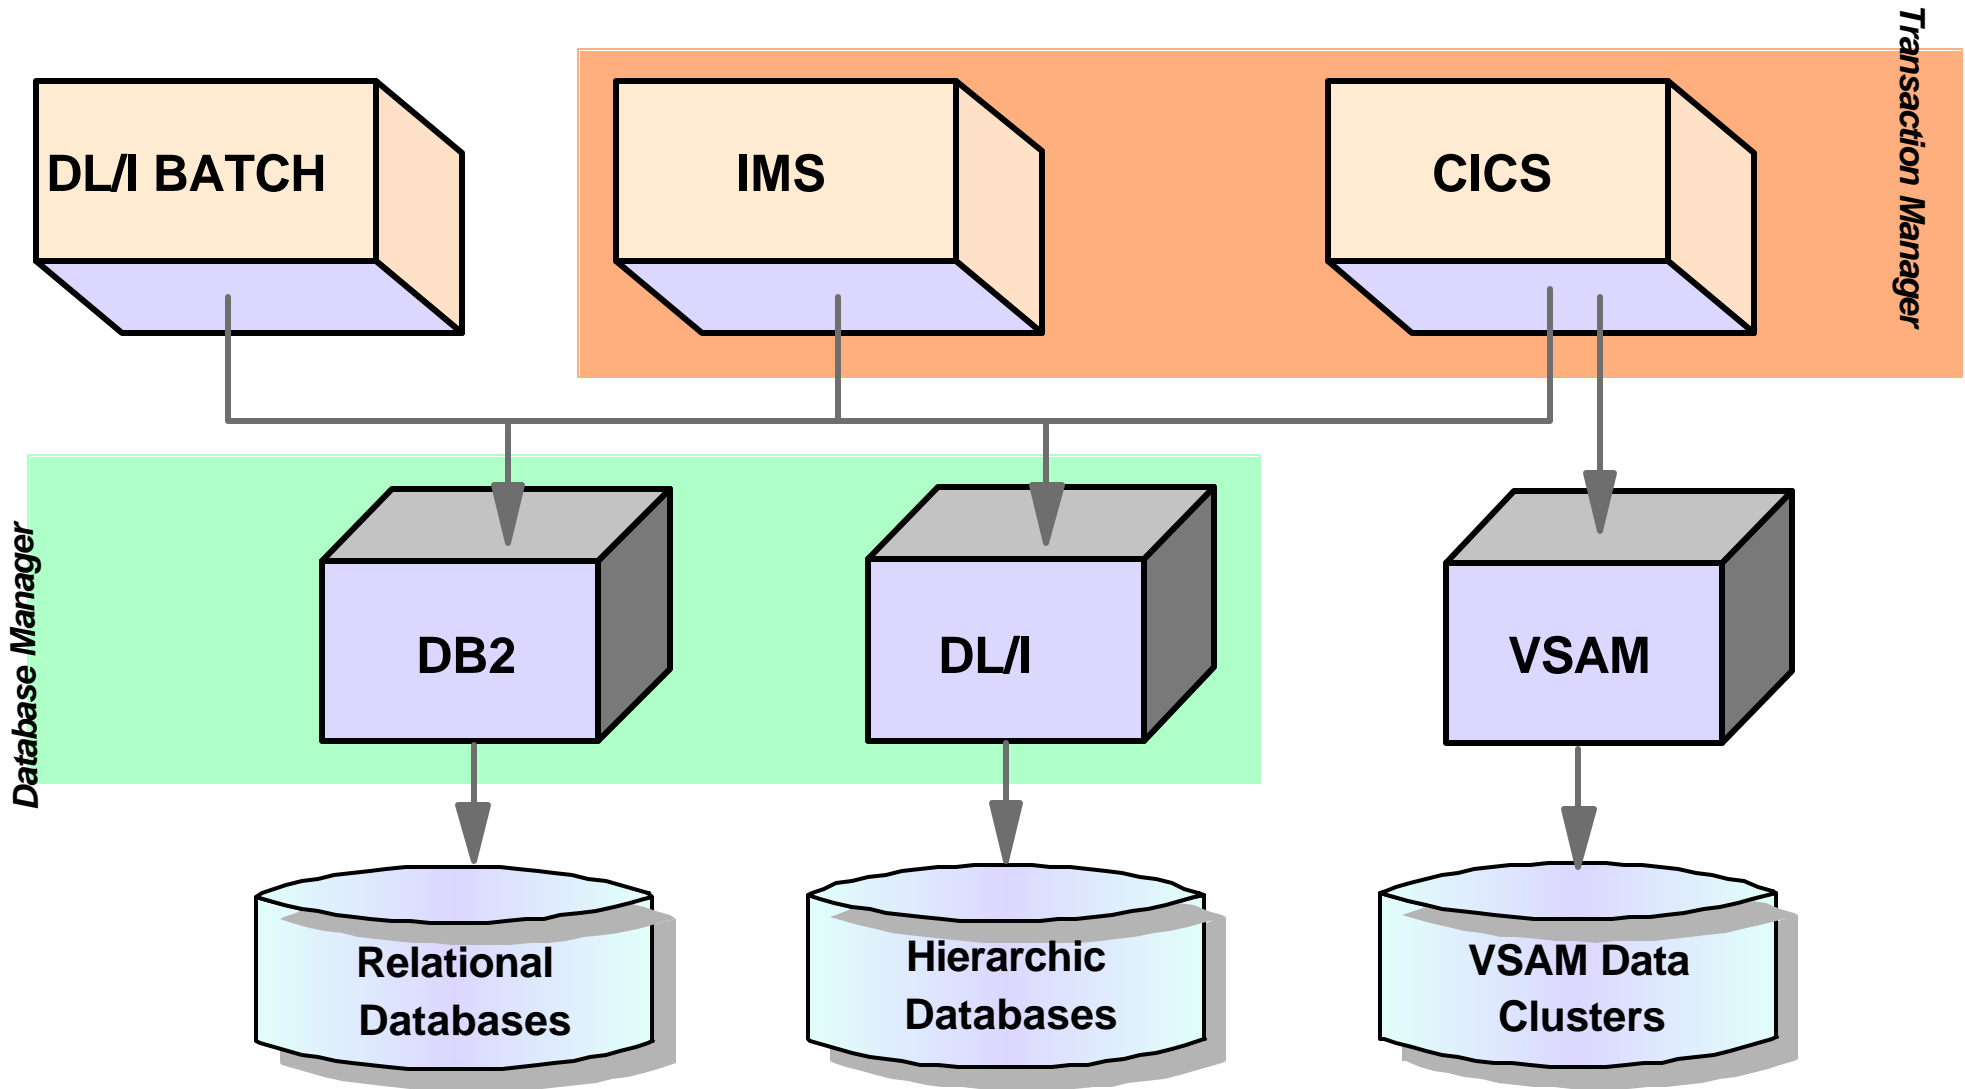 Transaction Manager
DL/I BATCH
IMS
CICS
Database Manager
DB2
DL/I
VSAM
Relational
Databases
Hierarchic
Databases
VSAM Data
Clusters